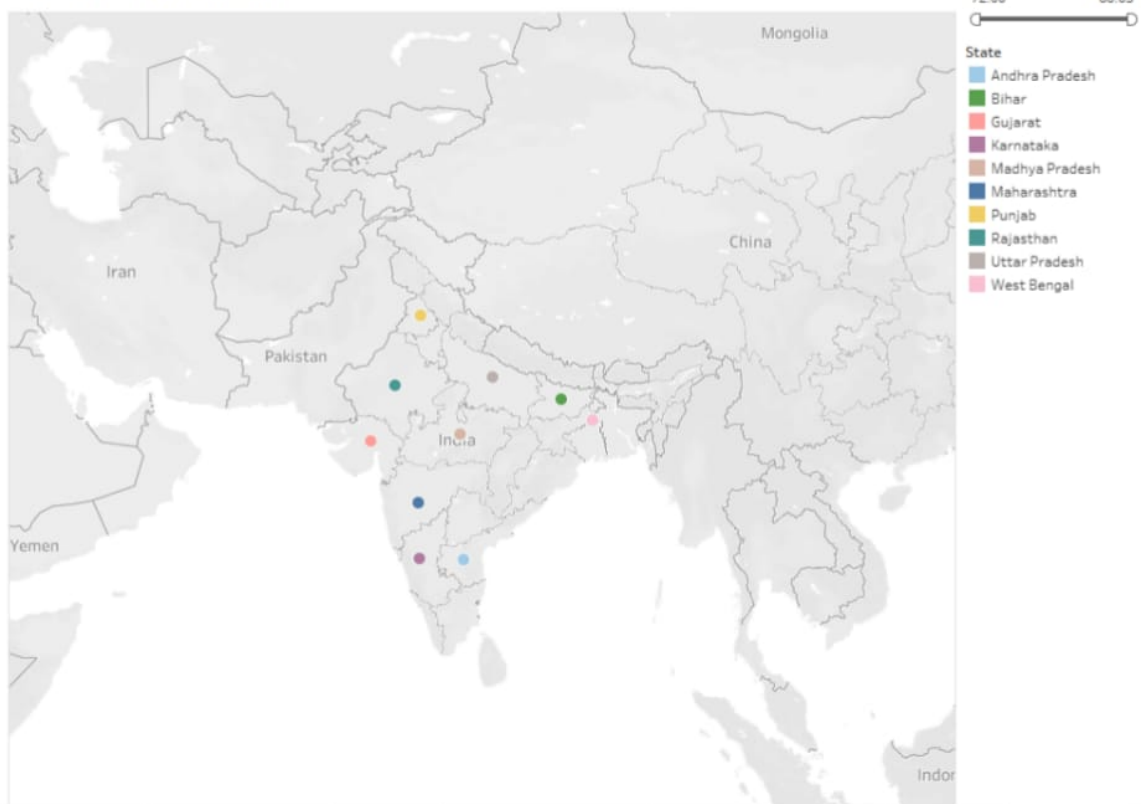 Mongolia
China
Iran
Pakistan
India
Yemen
State
Andhra Pradesh
Bihar
Gujarat
Karnataka
Madhya Pradesh
Maharashtra
Punjab
Rajasthan
Uttar Pradesh
West Bengal